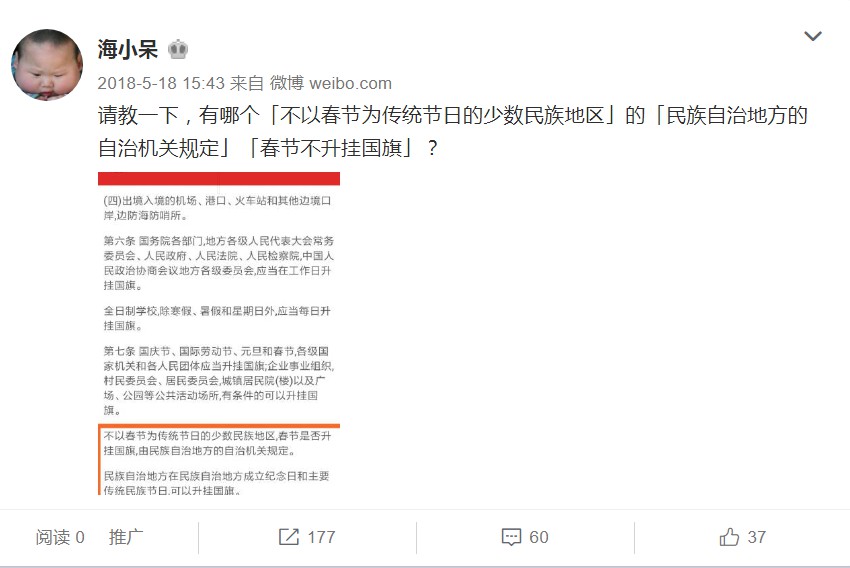 海小呆
2018-5-18 15:43 来自 微博 weibo.com
请教一下，有哪个「不以春节为传统节日的少数民族地区」的「民族自治地方的
自治机关规定」「春节不升挂国旗」？
(四)出境入境的机场、港口、火车站和其他边境口
岸,边防海防哨所。
第六条 国务院各部门,地方各级人民代表大会常务
委员会、人民政府、人民法院、人民检察院,中国人
民政治协商会议地方各级委员会,应当在工作日升
挂国旗。
全日制学校,除寒假、暑假和星期日外,应当每日升
挂国旗。
第七条 国庆节、国际劳动节、元旦和春节,各级国
家机关和各人民团体应当升挂国旗;企业事业组织,
村民委员会、居民委员会,城镇居民院(楼)以及广
场、公园等公共活动场所,有条件的可以升挂国
旗。
不以春节为传统节日的少数民族地区,春节是否升
挂国旗,由民族自治地方的自治机关规定。
民族自治地方在民族自治地方成立纪念日和主要
传统民族节日,可以升挂国旗。
阅读 0 推广 177 60 37